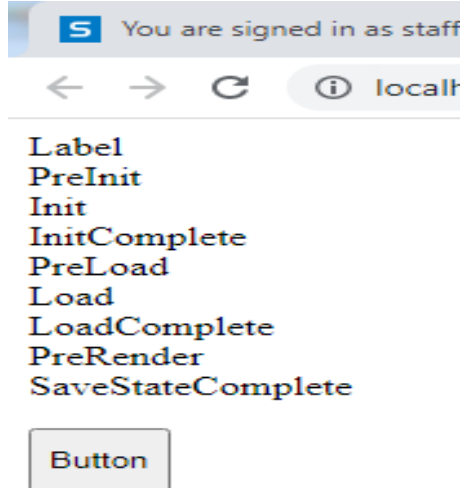 S You are signed in as staff
localh
Label
PreInit
Init
InitComplete
PreLoad
Load
LoadComplete
PreRender
SaveStateComplete
Button